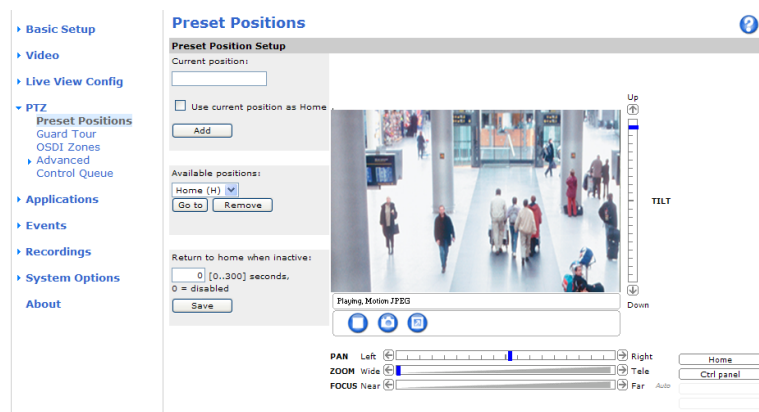 Basic Setup
Video
Live View Config
PTZ
Preset Positions
Guard Tour
OSDI Zones
Advanced
Control Queue
Applications
Events
Recordings
System Options
About
Preset Positions
?
Preset Position Setup
Current position:
Use current position as Home .
Add
Available positions:
Home (H)
Go to Remove
Return to home when inactive:
0 [0..300] seconds,
0 = disabled
Save
Up
TILT
Down
Playing, Motion JPEG
PAN Left Right
ZOOM Wide Tele
FOCUS Near Far Auto
Home
Ctrl panel